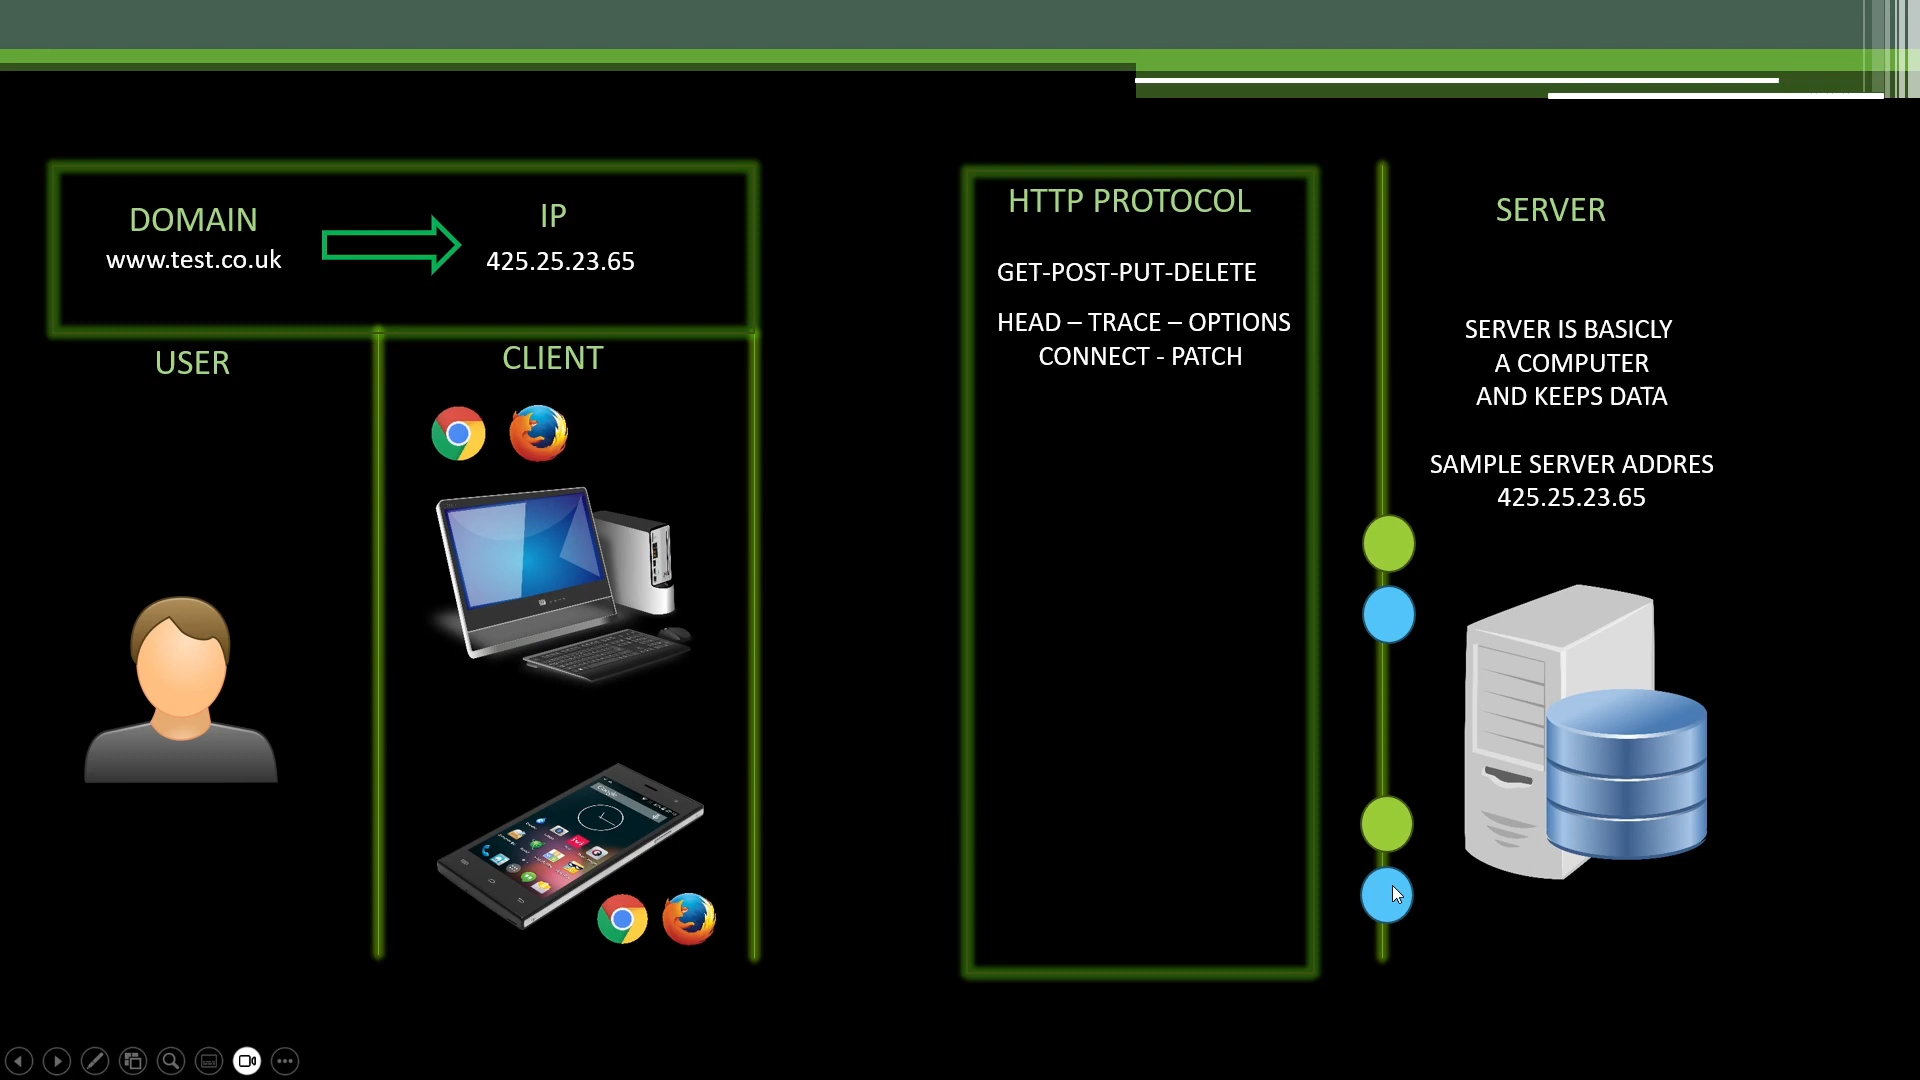 DOMAIN
www.test.co.uk
IP
425.25.23.65
USER
CLIENT
HTTP PROTOCOL
GET-POST-PUT-DELETE
HEAD – TRACE – OPTIONS
CONNECT - PATCH
SERVER
SERVER IS BASICLY
A COMPUTER
AND KEEPS DATA
SAMPLE SERVER ADDRES
425.25.23.65